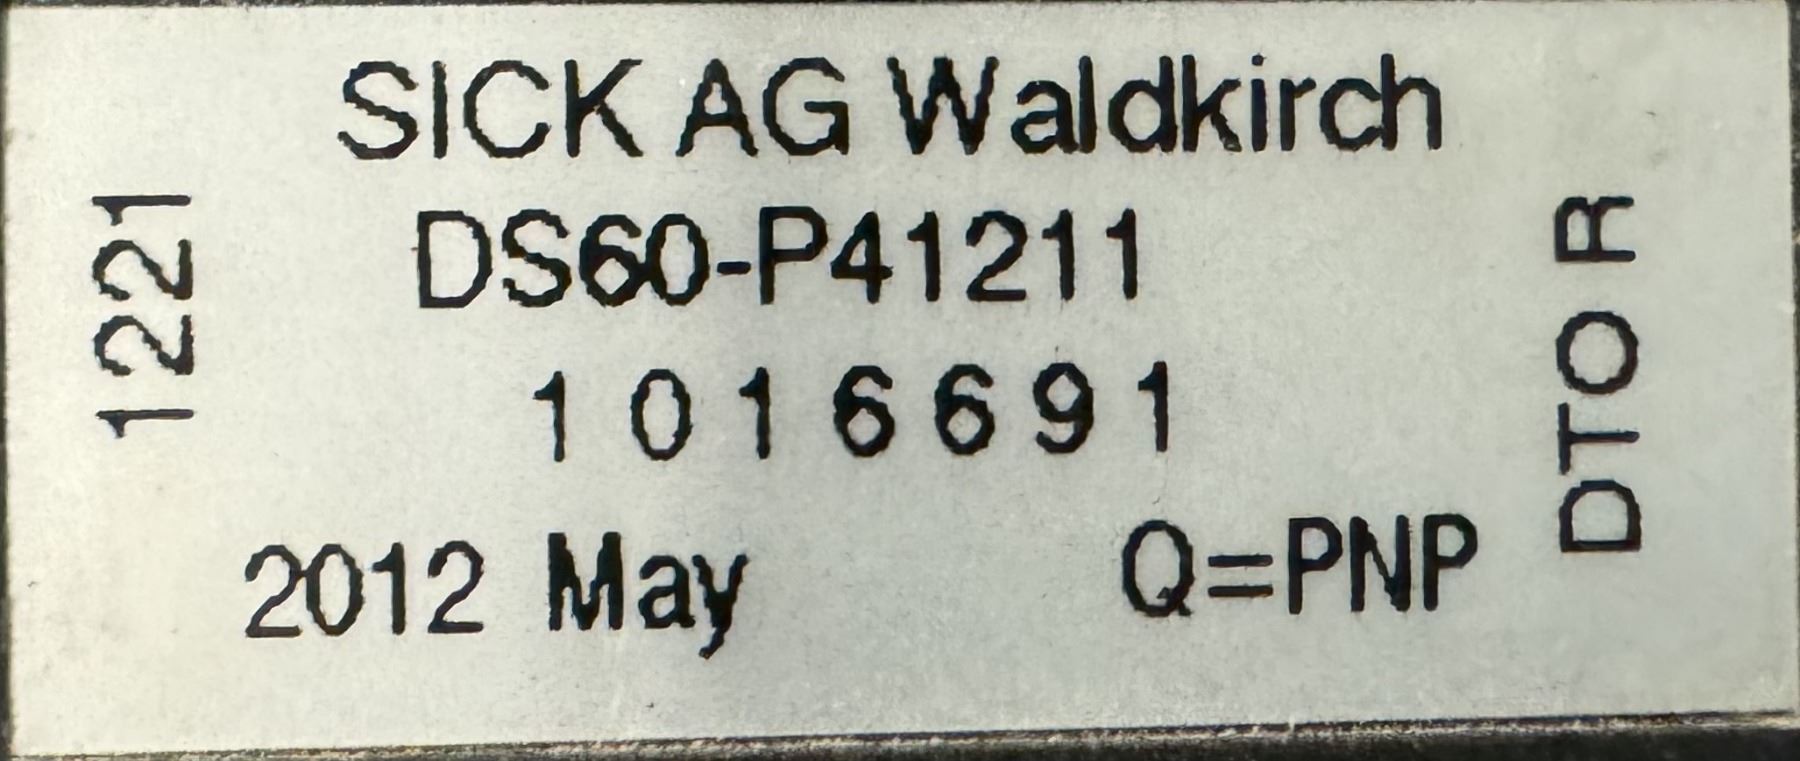 SICK AG Waldkirch
DS60-P41211
1016691
2012 May Q=PNP
1221
DTO R